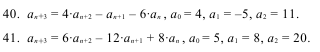 40. aₙ₊₃ = 4·aₙ₊₂ – aₙ₊₁ – 6·aₙ, a₀ = 4, a₁ = –5, a₂ = 11.
41. aₙ₊₃ = 6·aₙ₊₂ – 12·aₙ₊₁ + 8·aₙ, a₀ = 5, a₁ = 8, a₂ = 20.